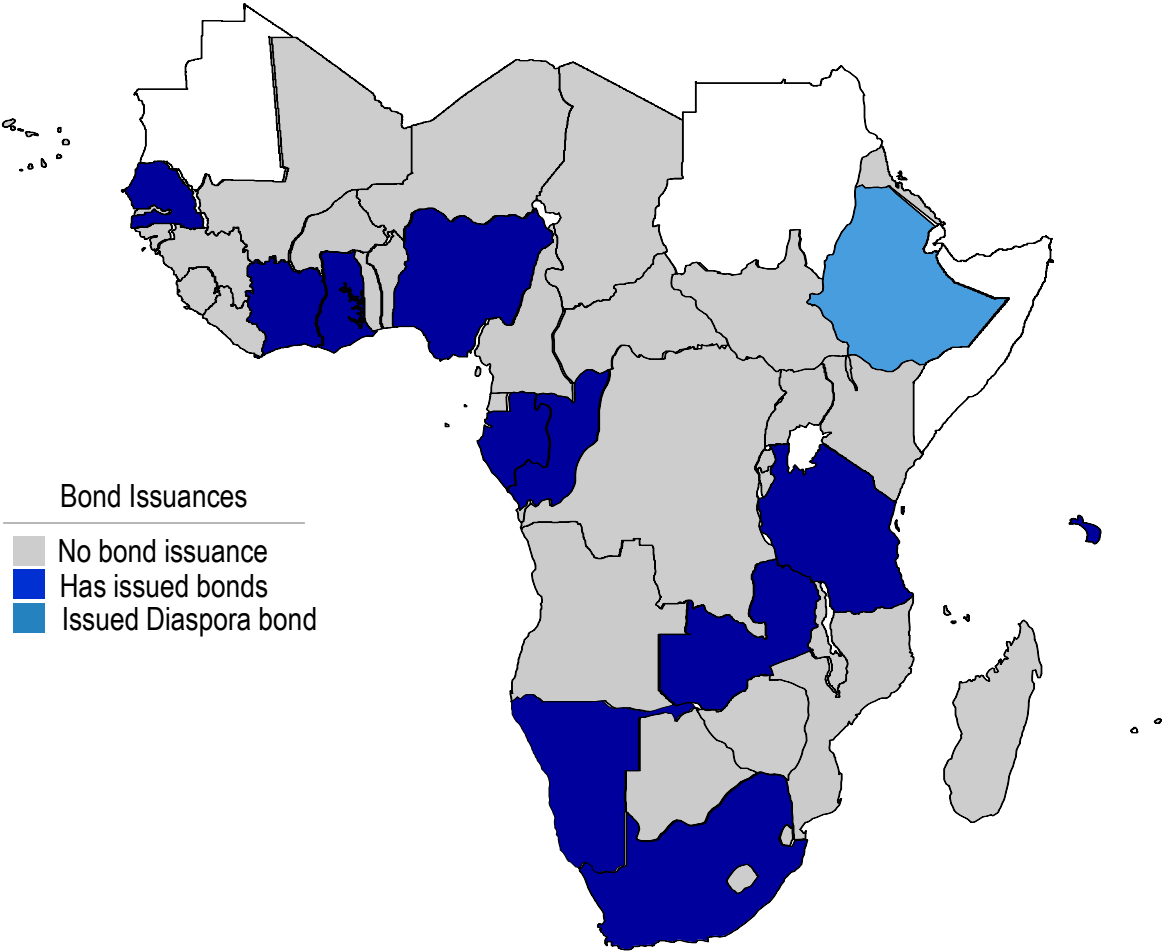 Bond Issuances
No bond issuance
Has issued bonds
Issued Diaspora bond